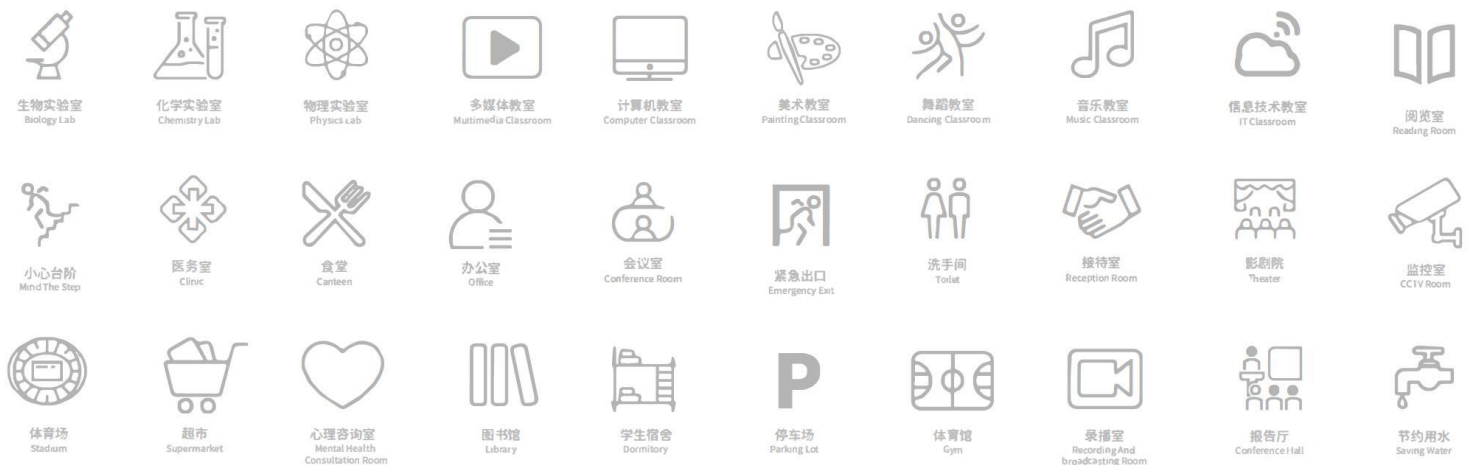 生物实验室
Biology Lab
化学实验室
Chemistry Lab
物理实验室
Physics Lab
多媒体教室
Multimedia Classroom
计算机教室
Computer Classroom
美术教室
Painting Classroom
舞蹈教室
Dancing Classroom
音乐教室
Music Classroom
信息技术教室
IT Classroom
阅览室
Reading Room
小心台阶
Mind The Step
医务室
Clinic
食堂
Canteen
办公室
Office
会议室
Conference Room
紧急出口
Emergency Exit
洗手间
Toilet
接待室
Reception Room
影剧院
Theater
监控室
CCTV Room
体育场
Stadium
超市
Supermarket
心理咨询室
Mental Health
Consultation Room
图书馆
Library
学生宿舍
Dormitory
P
停车场
Parking Lot
体育馆
Gym
录播室
Recording And
broadcasting Room
报告厅
Conference Hall
节约用水
Saving Water